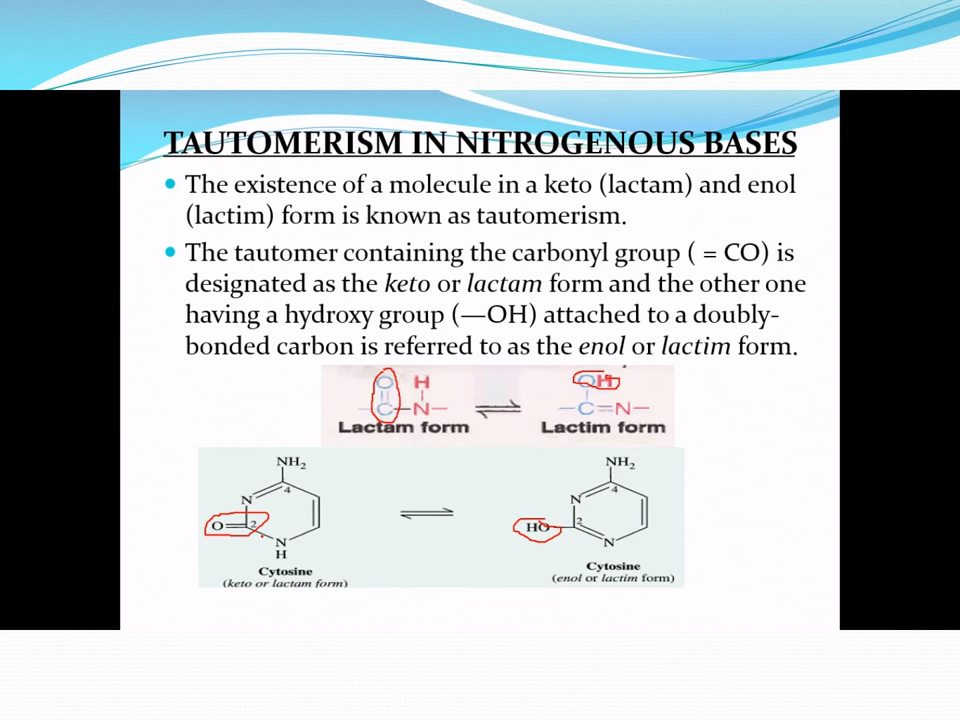 TAUTOMERISM IN NITROGENOUS BASES
The existence of a molecule in a keto (lactam) and enol
(lactim) form is known as tautomerism.
The tautomer containing the carbonyl group ( = CO) is
designated as the keto or lactam form and the other one
having a hydroxy group (—OH) attached to a doubly-
bonded carbon is referred to as the enol or lactim form.
O H
–C–N–
Lactam form
OH
–C=N–
Lactim form
NH2
4
N
O 2
N
H
Cytosine
(keto or lactam form)
NH2
4
N
HO 2
N
Cytosine
(enol or lactim form)